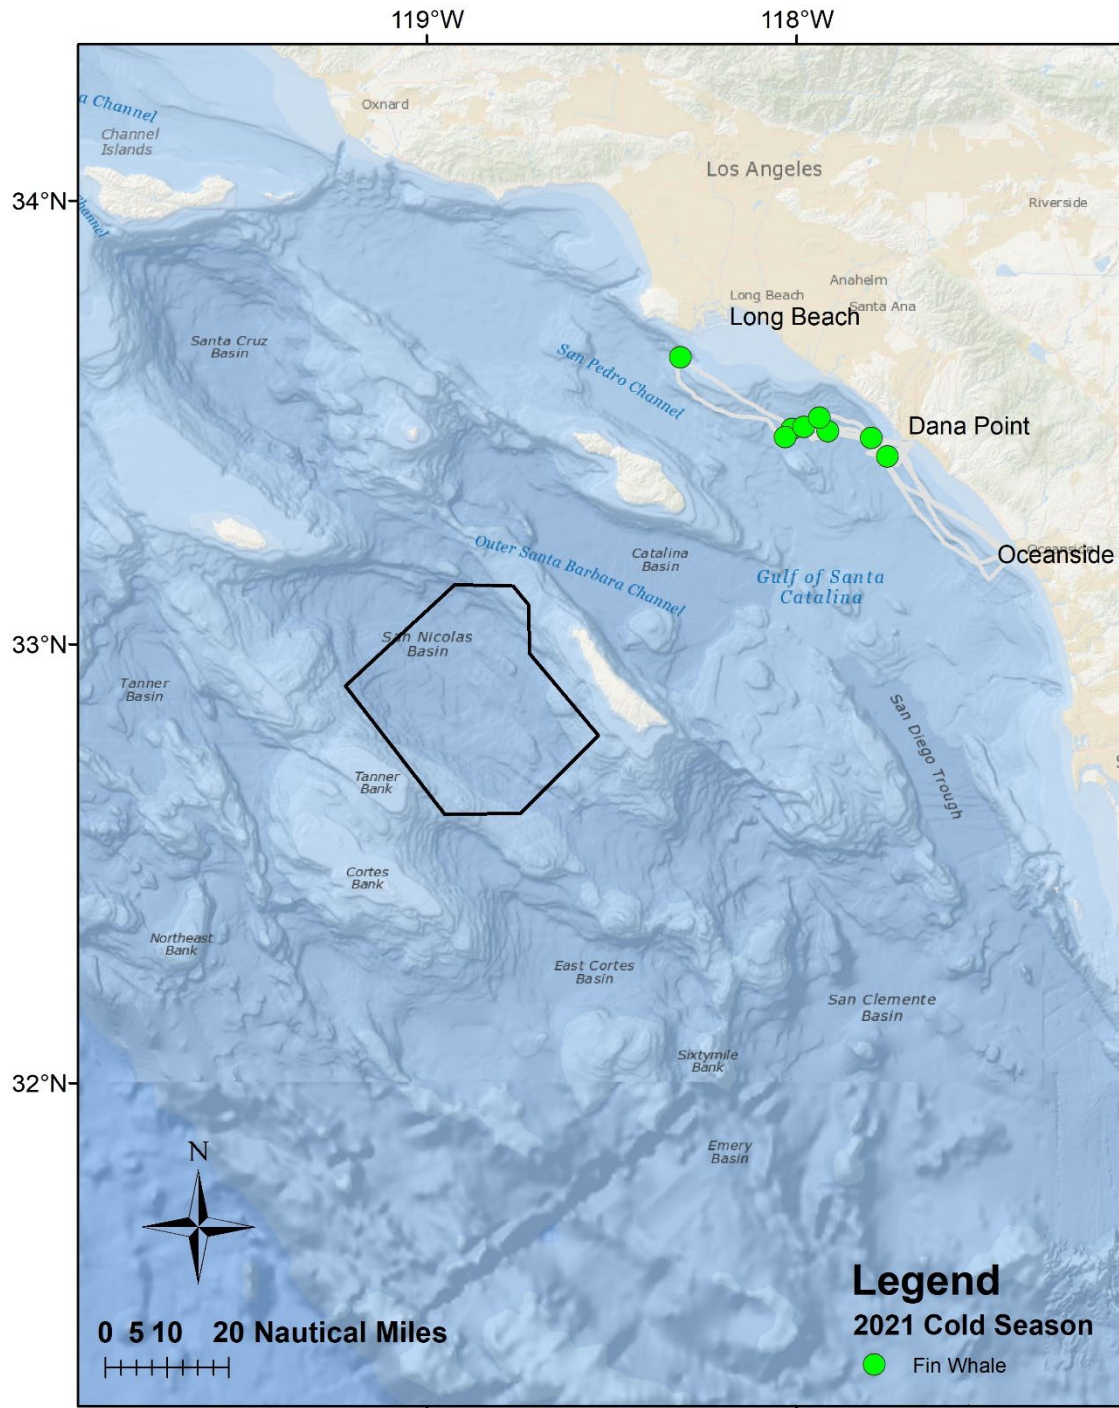 119°W
118°W
a Channel
Channel
Islands
Oxnard
Los Angeles
34°N
Riverside
hannel
Anaheim
Long Beach
Santa Ana
Long Beach
Santa Cruz
Basin
San Pedro Channel
Dana Point
Outer Santa Barbara Channel
Catalina
Basin
Oceanside
Oceanside
Gulf of Santa
Catalina
33°N
San Nicolas
Basin
Tanner
Basin
San Diego Trough
Tanner
Bank
S
Cortes
Bank
Northeast
Bank
East Cortes
Basin
San Clemente
Basin
Sixtymile
Bank
32°N
Emery
Basin
N
Legend
2021 Cold Season
Fin Whale
0 5 10 20 Nautical Miles